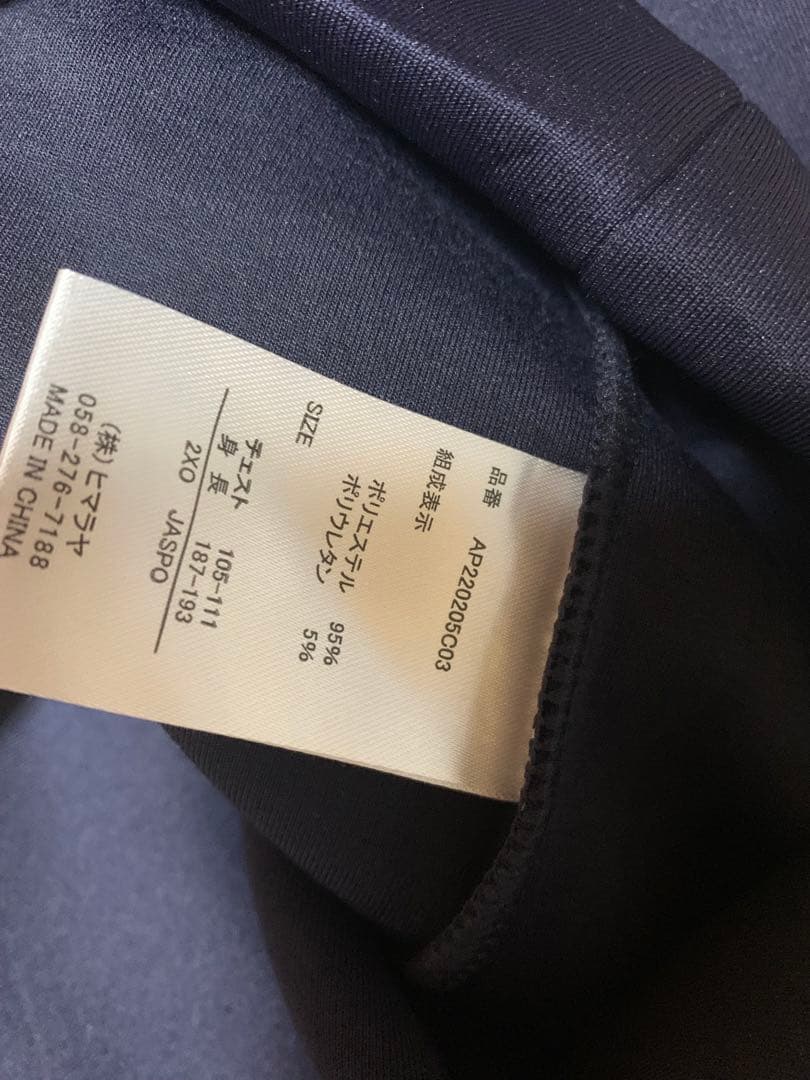 品番 AP220205C03
組成表示
ポリエステル 95%
ポリウレタン 5%
SIZE
チェスト 105-111
身長 187-193
2XO JASPO
(株)ヒマラヤ
058-276-7188
MADE IN CHINA